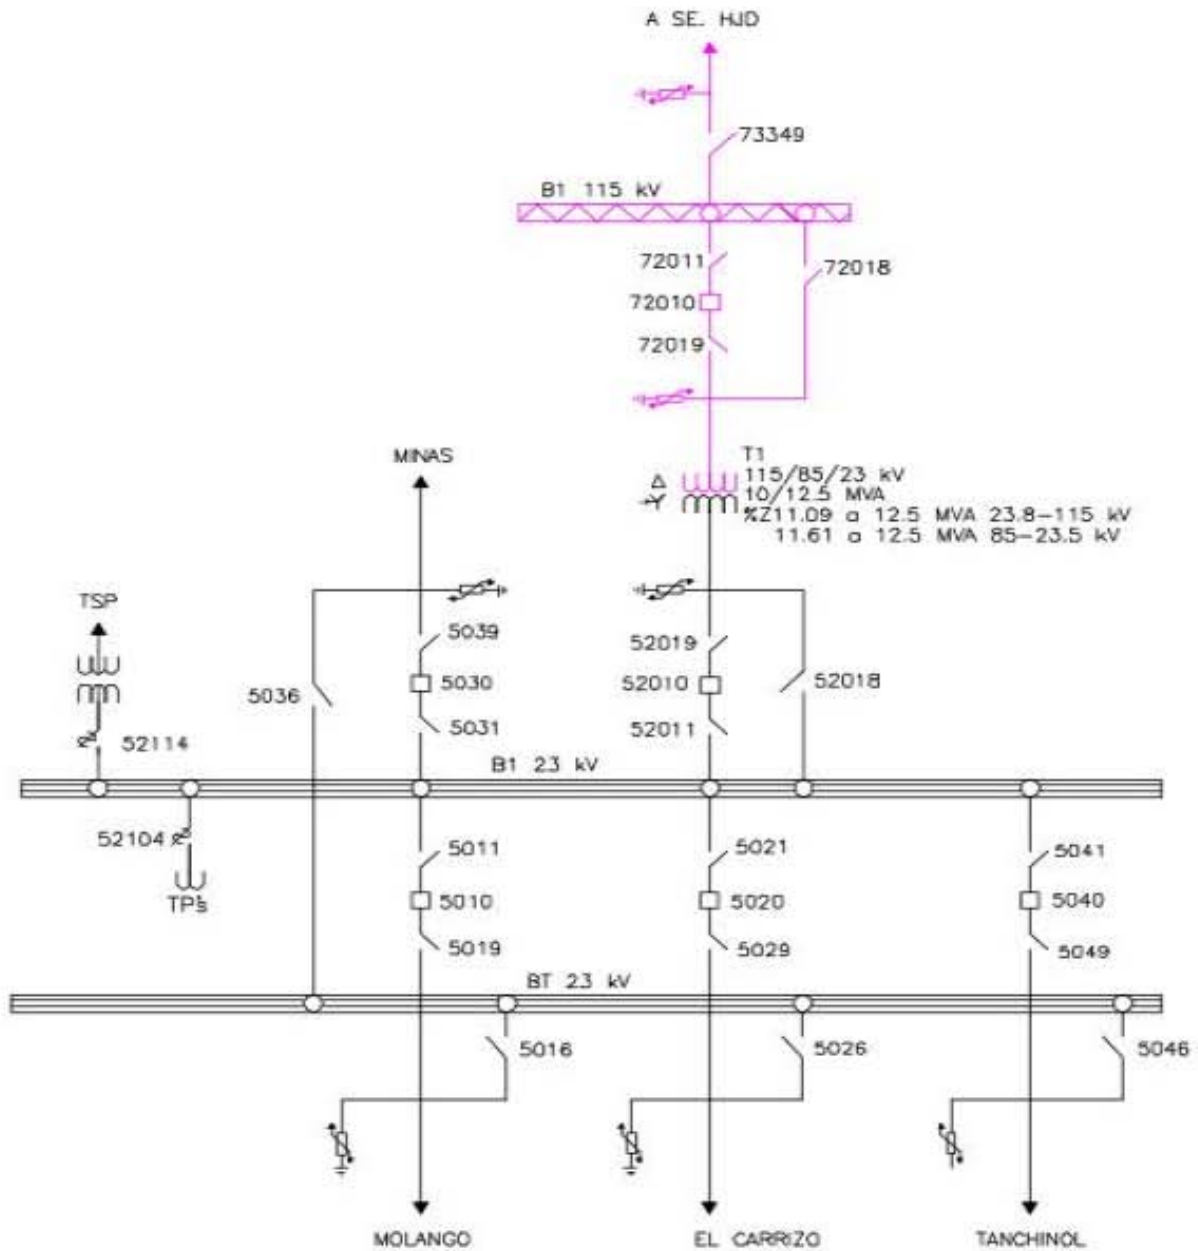 A SE. HJD
73349
B1 115 kV
72011
72018
72010
72019
MINAS
T1
115/85/23 kV
10/12.5 MVA
%Z11.09 a 12.5 MVA 23.8-115 kV
11.61 a 12.5 MVA 85-23.5 kV
TSP
5039
52019
5036
5030
52010
52018
5031
52011
52114
B1 23 kV
52104
5011
5021
5041
TP's
5010
5020
5040
5019
5029
5049
BT 23 kV
5016
5026
5046
MOLANGO
EL CARRIZO
TANCHINOL